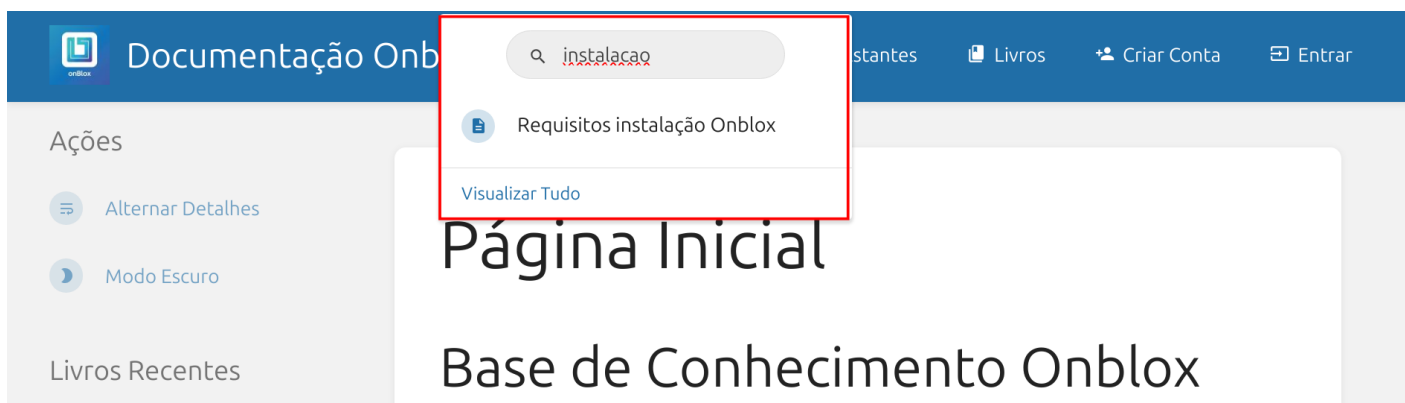 onBlox
Documentação Onb
instalacao
stantes
Livros
Criar Conta
Entrar
Requisitos instalação Onblox
Visualizar Tudo
Ações
Alternar Detalhes
Modo Escuro
Livros Recentes
Página Inicial
Base de Conhecimento Onblox